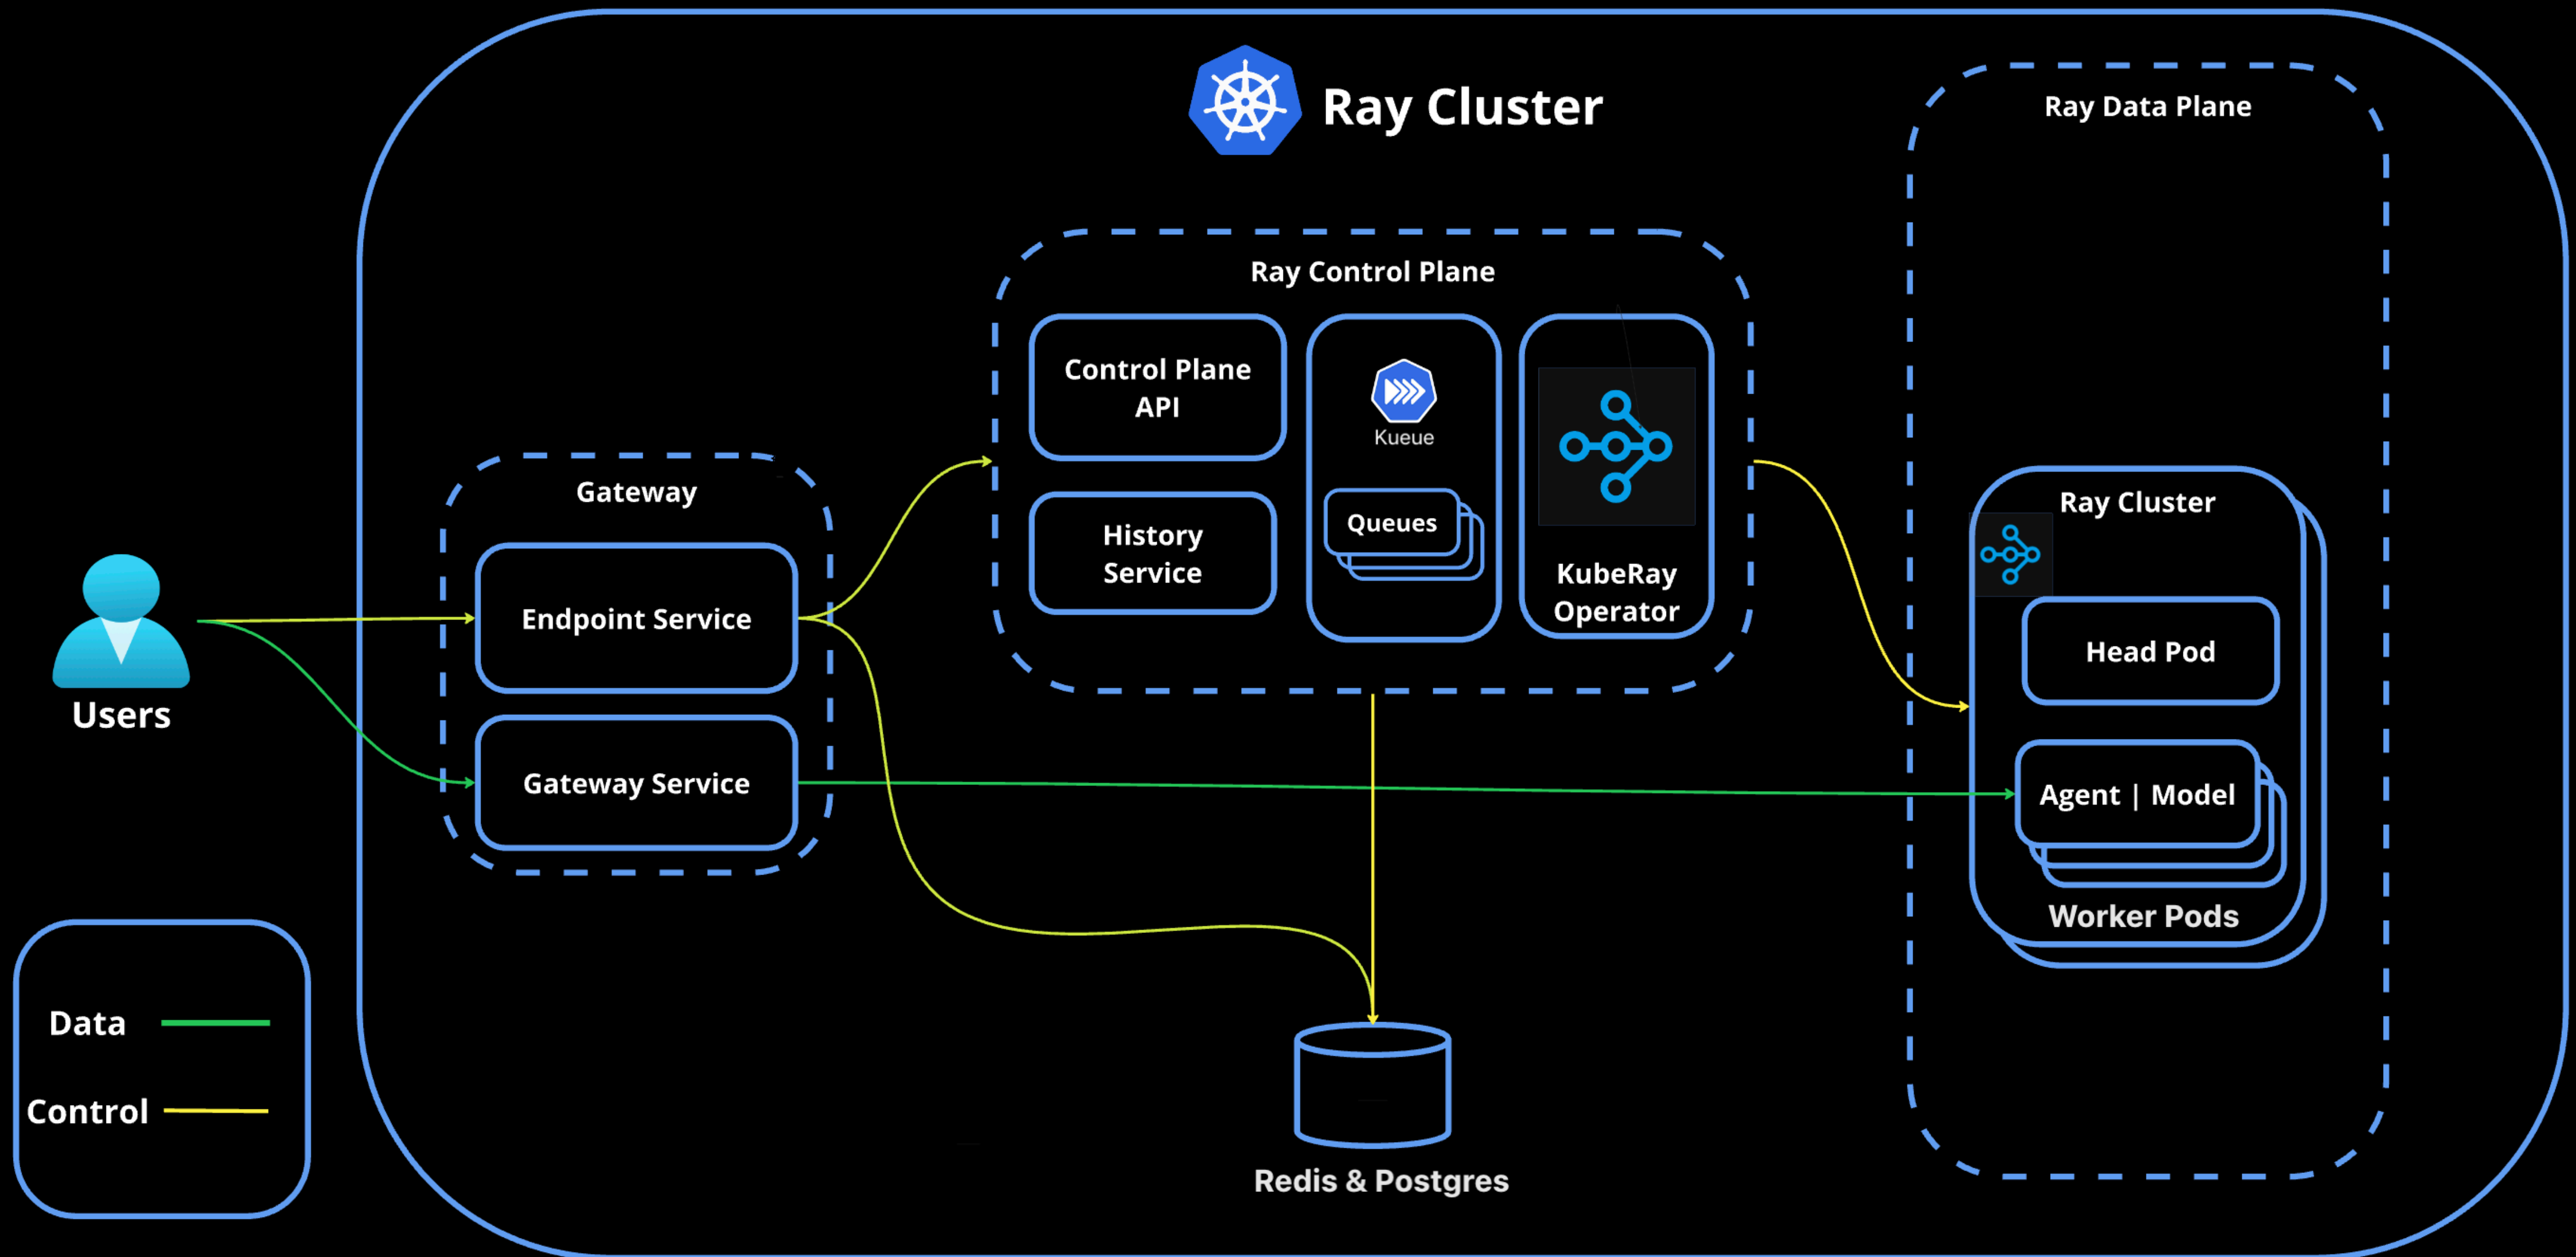 Ray Cluster
Ray Data Plane
Ray Control Plane
Control Plane
API
Kueue
Queues
History
Service
KubeRay
Operator
Gateway
Endpoint Service
Gateway Service
Users
Ray Cluster
Head Pod
Agent | Model
Worker Pods
Data
Control
Redis & Postgres